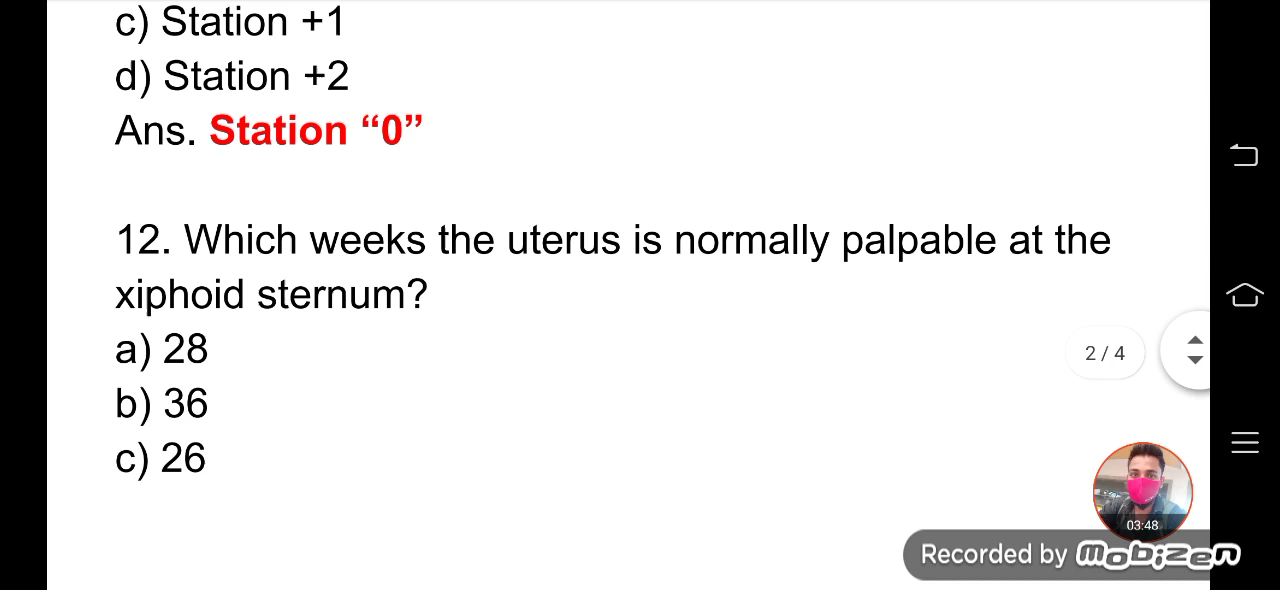 c) Station +1
d) Station +2
Ans. Station “0”
12. Which weeks the uterus is normally palpable at the
xiphoid sternum?
a) 28
2 / 4
b) 36
c) 26
03:48
Recorded by Mobizen